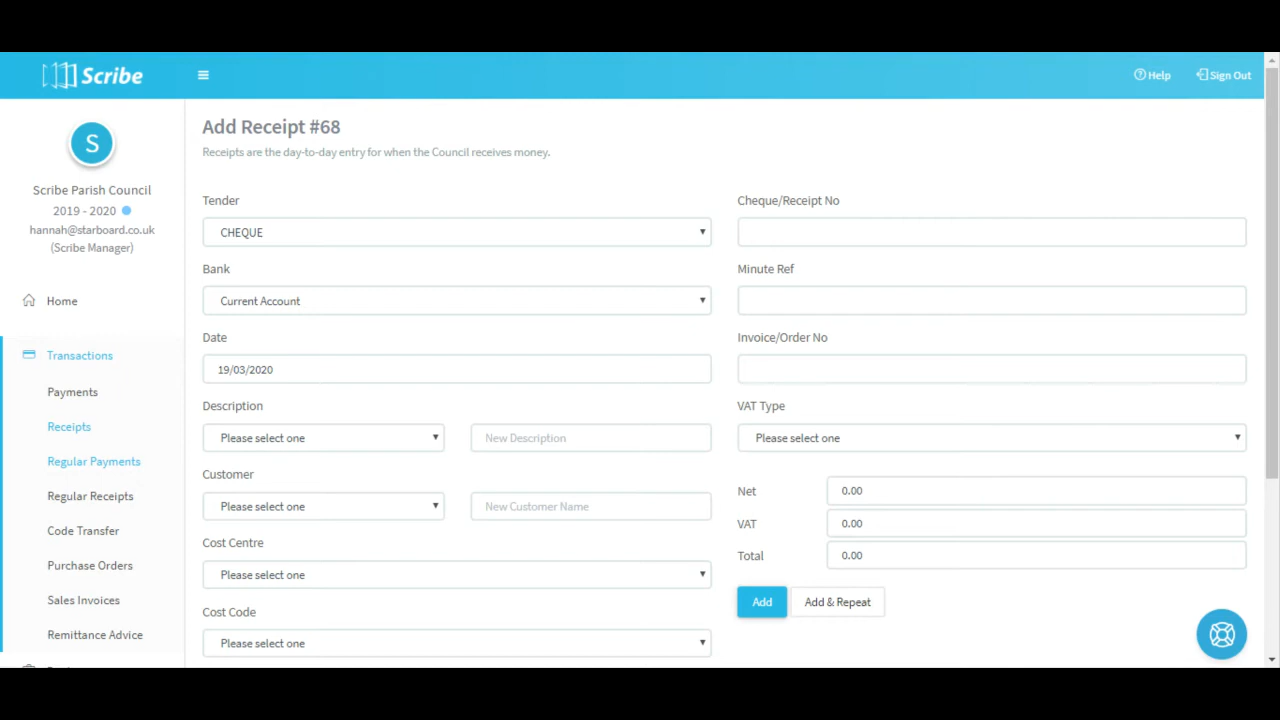 Scribe
Help
Sign Out
S
Scribe Parish Council
2019 - 2020
hannah@starboard.co.uk
(Scribe Manager)
Home
Transactions
Payments
Receipts
Regular Payments
Regular Receipts
Code Transfer
Purchase Orders
Sales Invoices
Remittance Advice
Add Receipt #68
Receipts are the day-to-day entry for when the Council receives money.
Tender
CHEQUE
Bank
Current Account
Date
19/03/2020
Description
Please select one
New Description
Customer
Please select one
New Customer Name
Cost Centre
Please select one
Cost Code
Please select one
Cheque/Receipt No
Minute Ref
Invoice/Order No
VAT Type
Please select one
Net 0.00
VAT 0.00
Total 0.00
Add
Add & Repeat